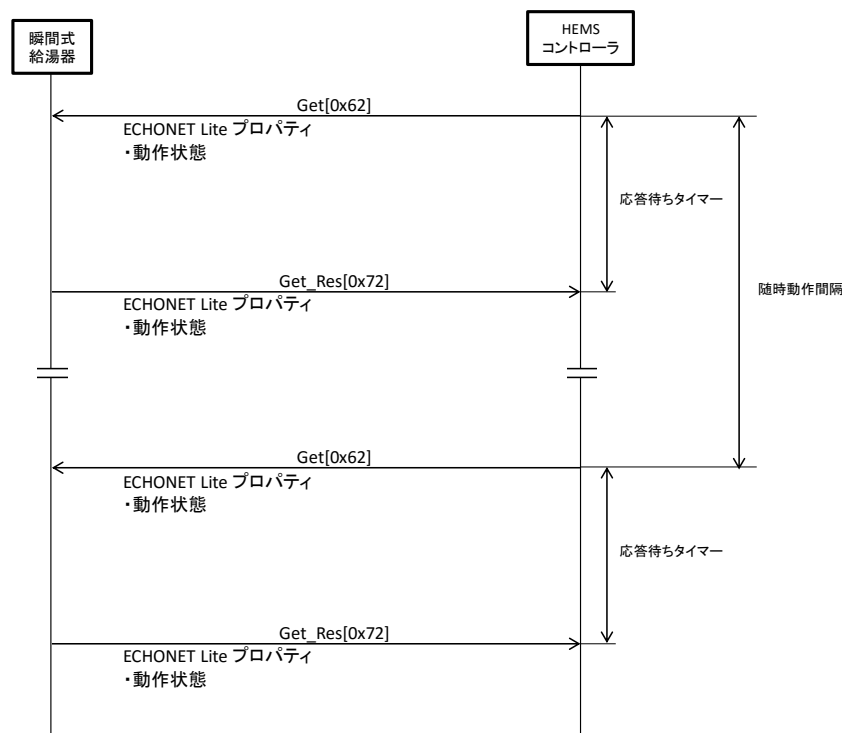 瞬間式
給湯器
HEMS
コントローラ
Get[0x62]
ECHONET Lite プロパティ
・動作状態
応答待ちタイマー
Get_Res[0x72]
随時動作間隔
ECHONET Lite プロパティ
・動作状態
Get[0x62]
ECHONET Lite プロパティ
・動作状態
応答待ちタイマー
Get_Res[0x72]
ECHONET Lite プロパティ
・動作状態